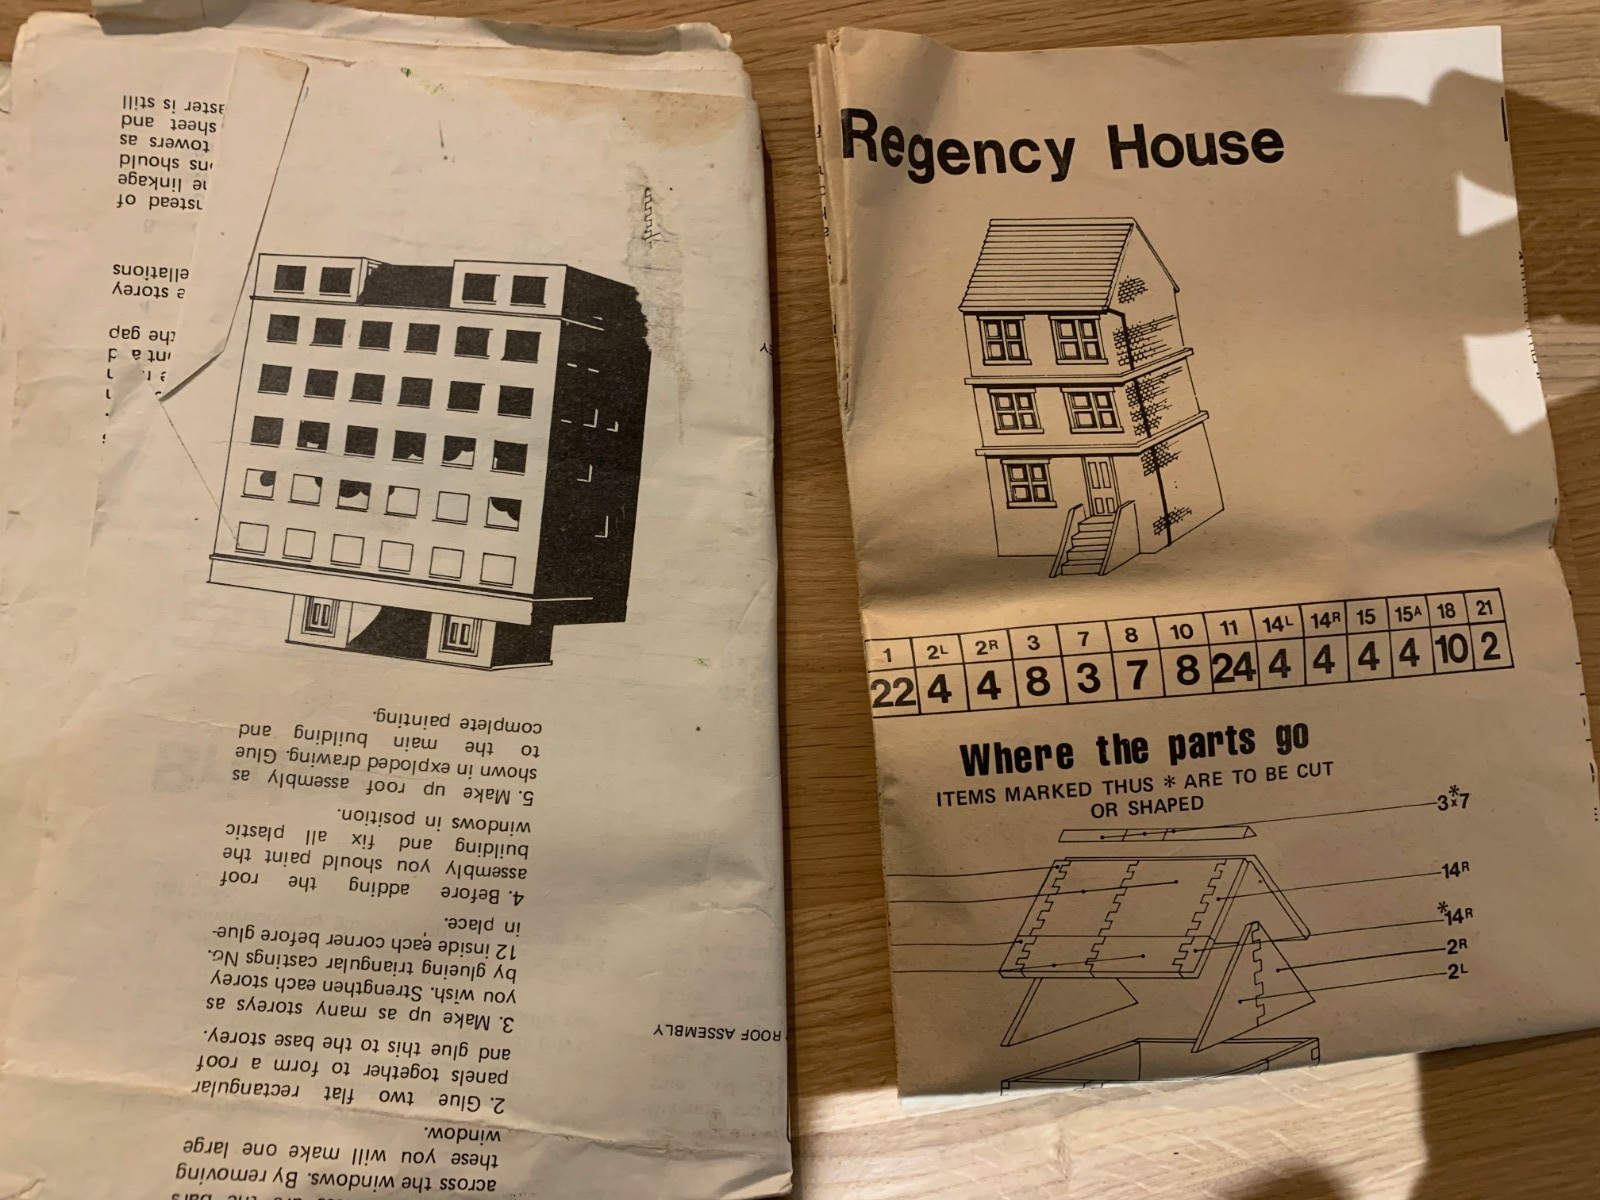 instead of
linkage
should
towers as
sheet and
is still
storey
the gap
across the windows. By removing
these you will make one large
window.
2. Glue two flat rectangular
panels together to form a roof
and glue this to the base storey.
3. Make up as many storeys as
you wish. Strengthen each storey
by glueing triangular castings No.
12 inside each corner before glue-
in place.
4. Before adding the roof
assembly you should paint the
building and fix all plastic
windows in position.
5. Make up roof assembly as
shown in exploded drawing. Glue
to the main building and
complete painting.
ROOF ASSEMBLY
Regency House
1 2L 2R 3 7 8 10 11 14L 14R 15 15A 18 21
22 4 4 8 3 7 8 24 4 4 4 4 10 2
Where the parts go
ITEMS MARKED THUS * ARE TO BE CUT
OR SHAPED
3*x7
14R
*14R
2R
2L